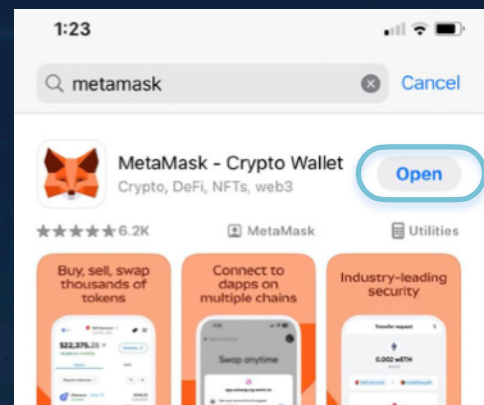 1:23
metamask
Cancel
MetaMask - Crypto Wallet
Crypto, DeFi, NFTs, web3
Open
6.2K
MetaMask
Utilities
Buy, sell, swap
thousands of
tokens
Connect to
dapps on
multiple chains
Industry-leading
security
$22,375.25
Swap anytime
Transfer request
0.002 wETH